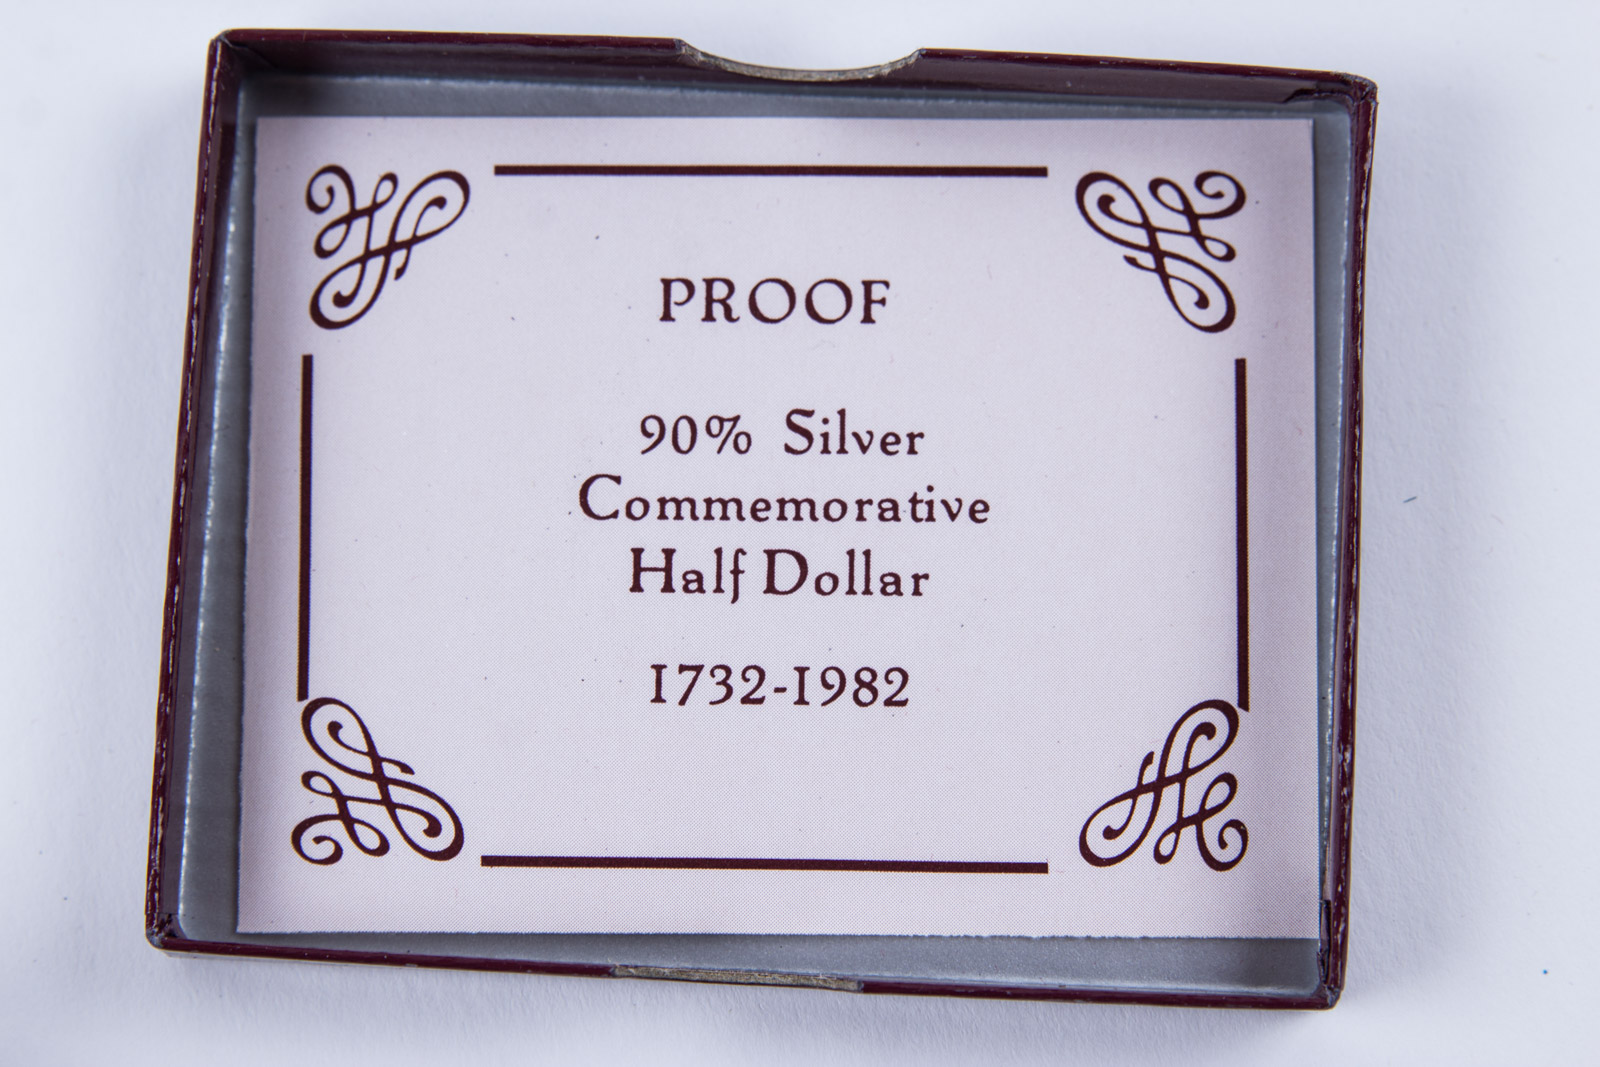 PROOF
90% Silver
Commemorative
Half Dollar
1732-1982